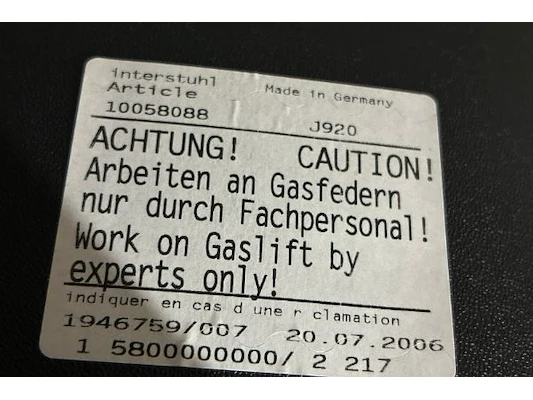 interstuhl
Made in Germany
Article
10058088 J920
ACHTUNG! CAUTION!
Arbeiten an Gasfedern
nur durch Fachpersonal!
Work on Gaslift by
experts only!
indiquer en cas d une r clamation
1946759/007 20.07.2006
1 5800000000/ 2 217